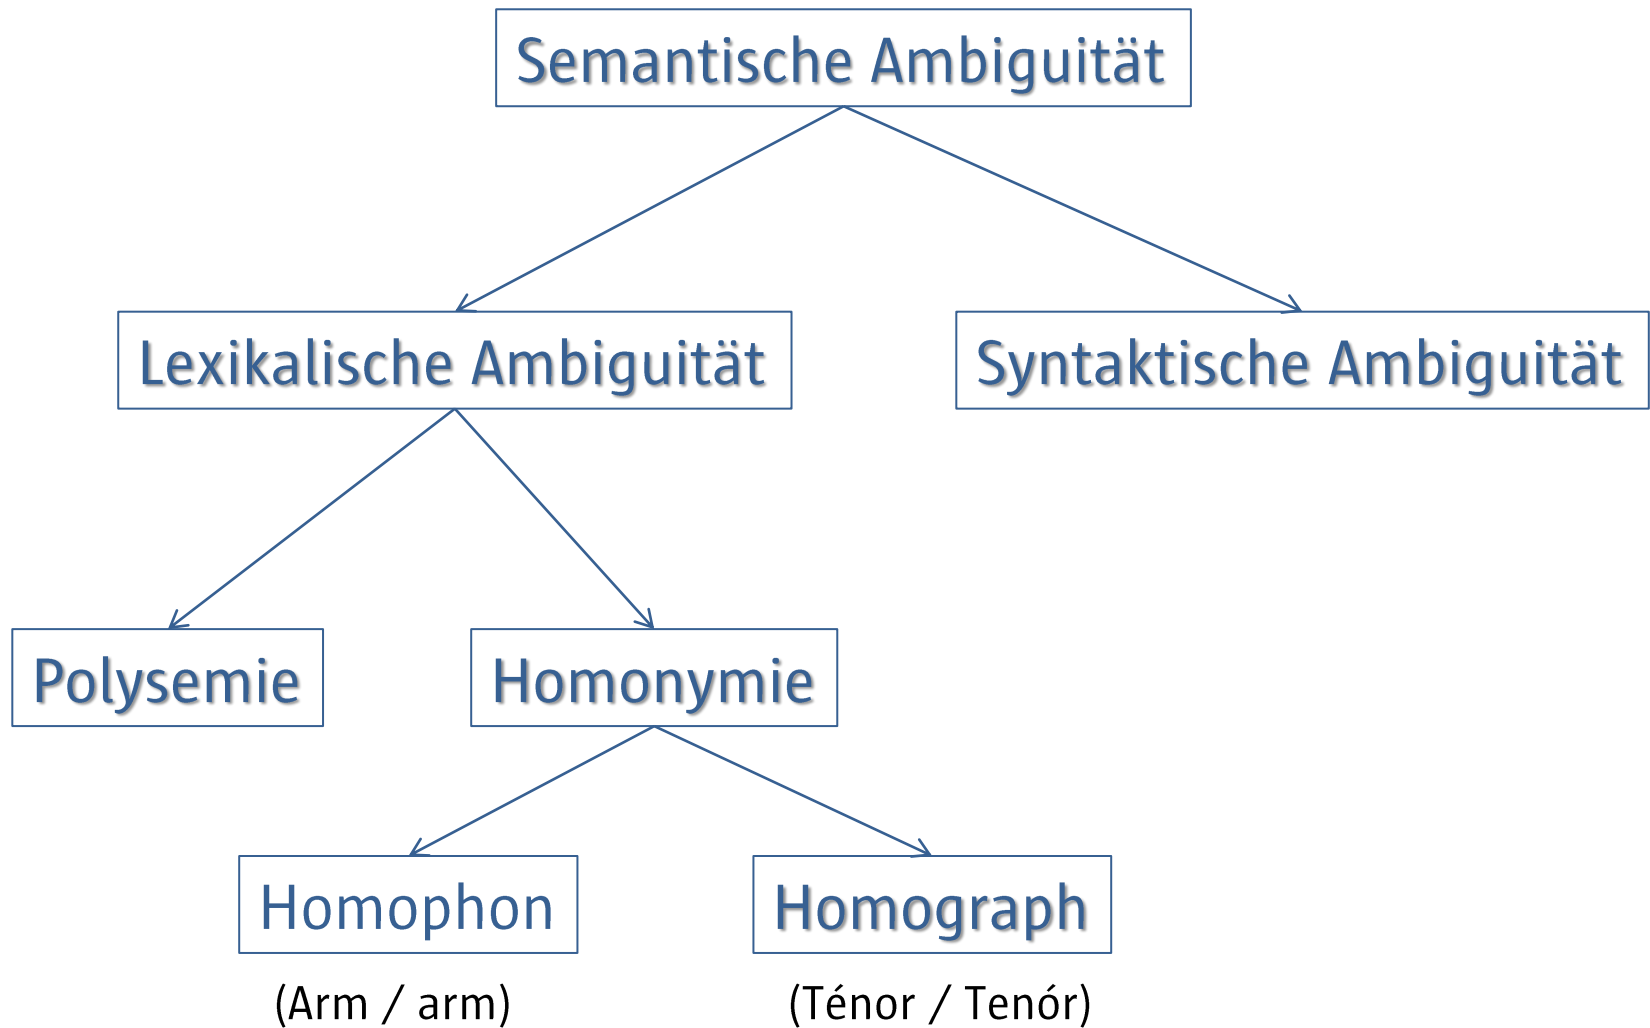 Semantische Ambiguität
Lexikalische Ambiguität
Syntaktische Ambiguität
Polysemie
Homonymie
Homophon
Homograph
(Arm / arm)
(Ténor / Tenór)